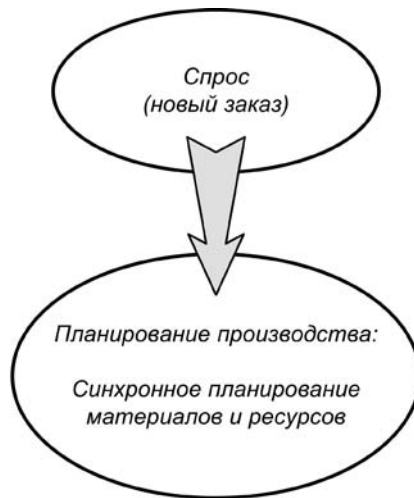 Спрос
(новый заказ)
Планирование производства:
Синхронное планирование
материалов и ресурсов